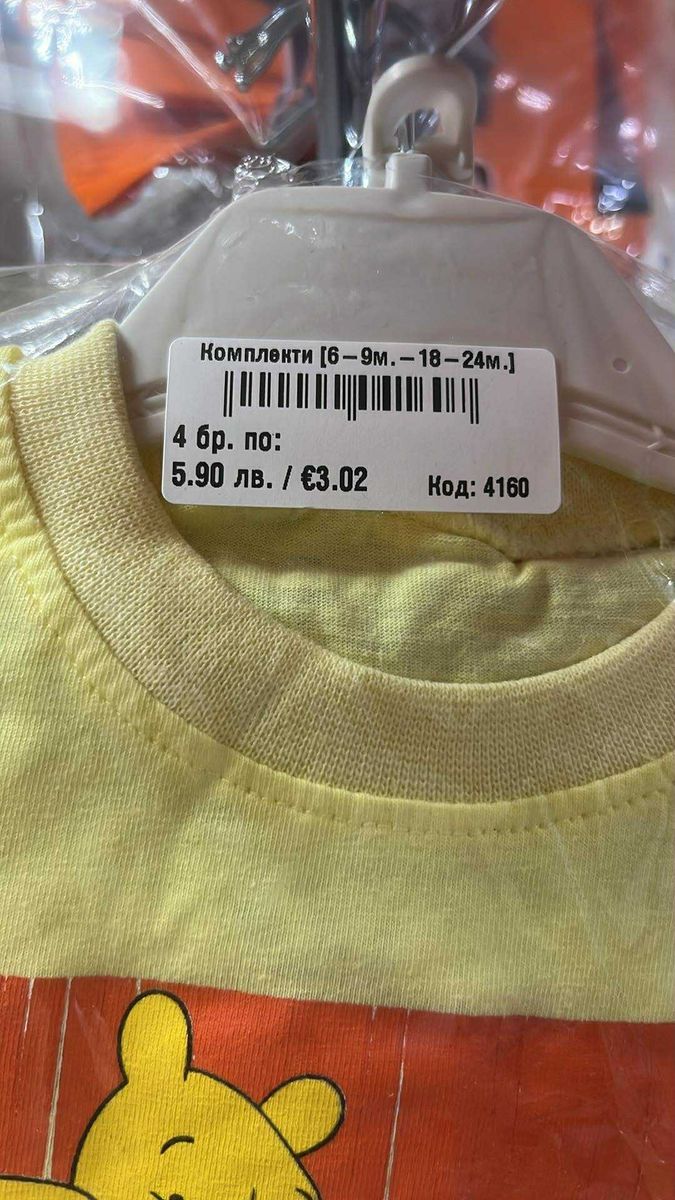 Комплекти [6–9м.–18–24м.]
4 бр. по:
5.90 лв. / €3.02
Код: 4160